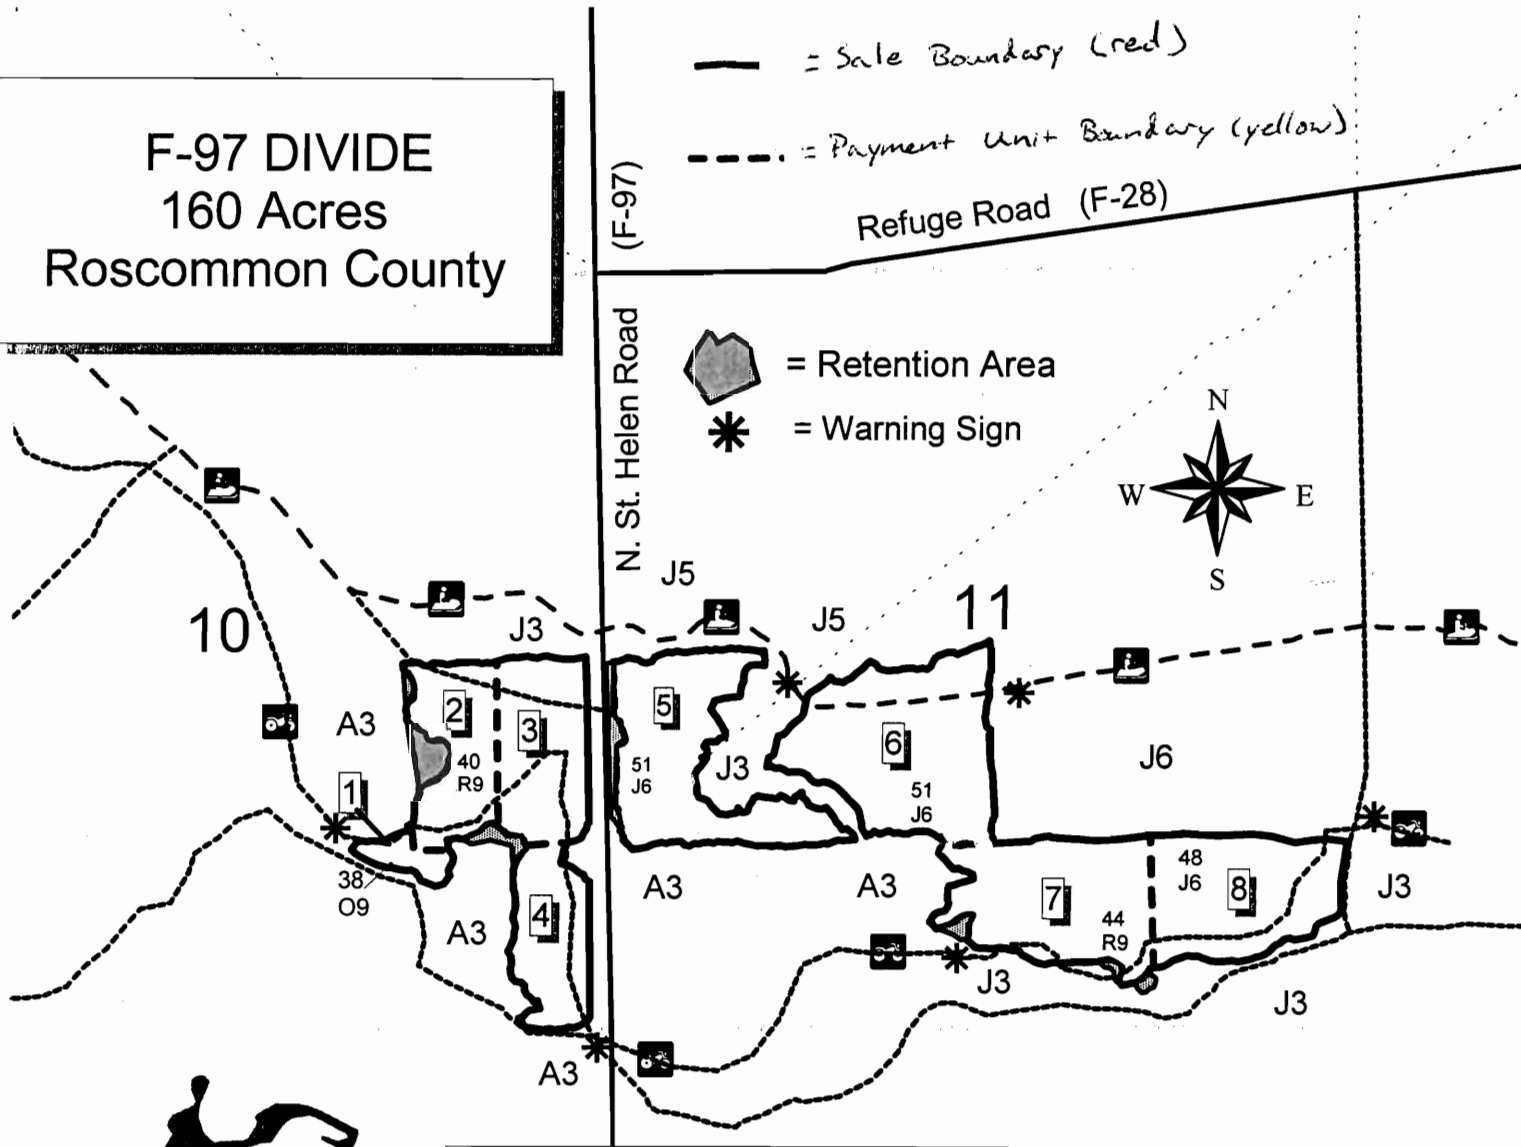 = Sale Boundary (red)
= Payment Unit Boundary (yellow)
F-97 DIVIDE
160 Acres
Roscommon County
(F-97)
Refuge Road (F-28)
N. St. Helen Road
= Retention Area
= Warning Sign
N
W
E
S
J5
J5
11
10
J3
A3
2
3
5
6
40
R9
51
J6
J3
51
J6
J6
1
38
O9
A3
4
A3
A3
7
44
R9
48
J6
8
J3
J3
J3
A3